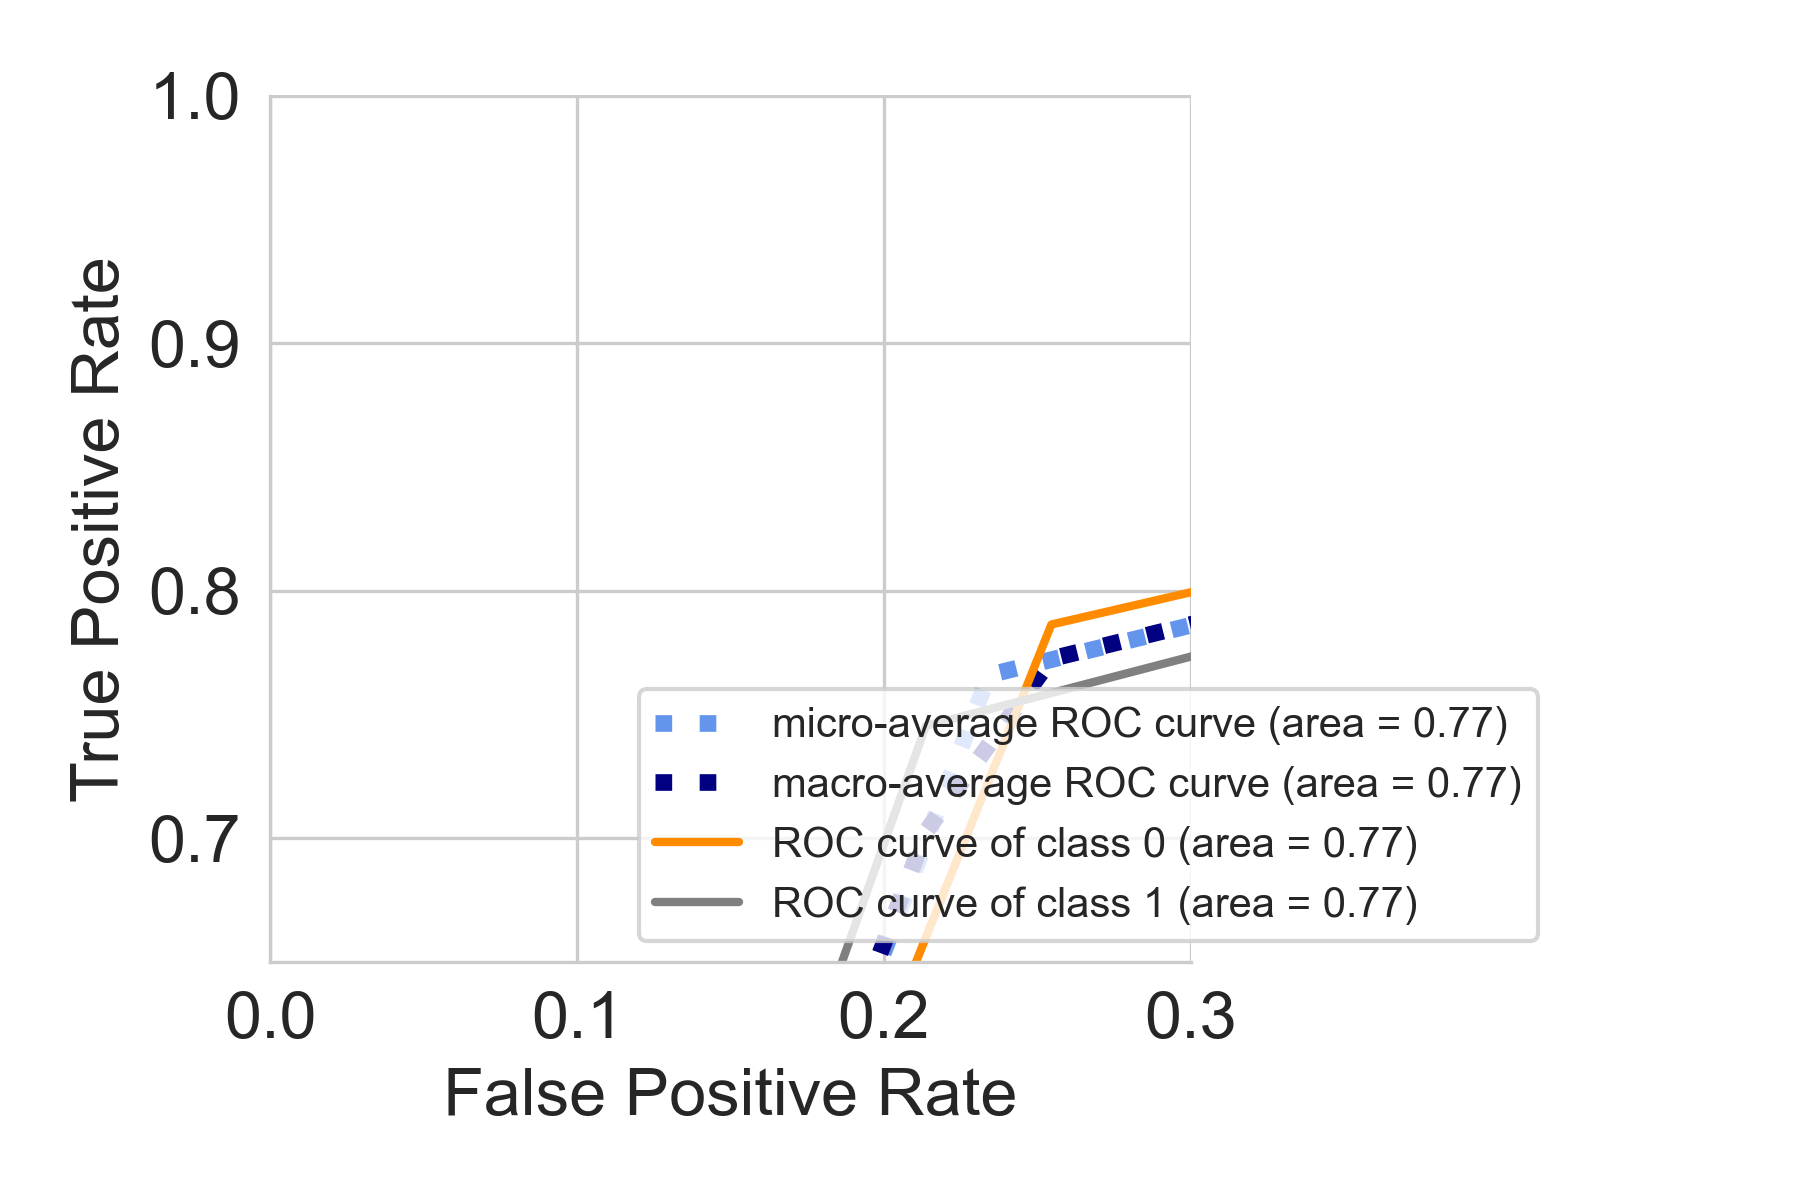 1.0
0.9
0.8
0.7
True Positive Rate
micro-average ROC curve (area = 0.77)
macro-average ROC curve (area = 0.77)
ROC curve of class 0 (area = 0.77)
ROC curve of class 1 (area = 0.77)
0.0 0.1 0.2 0.3
False Positive Rate